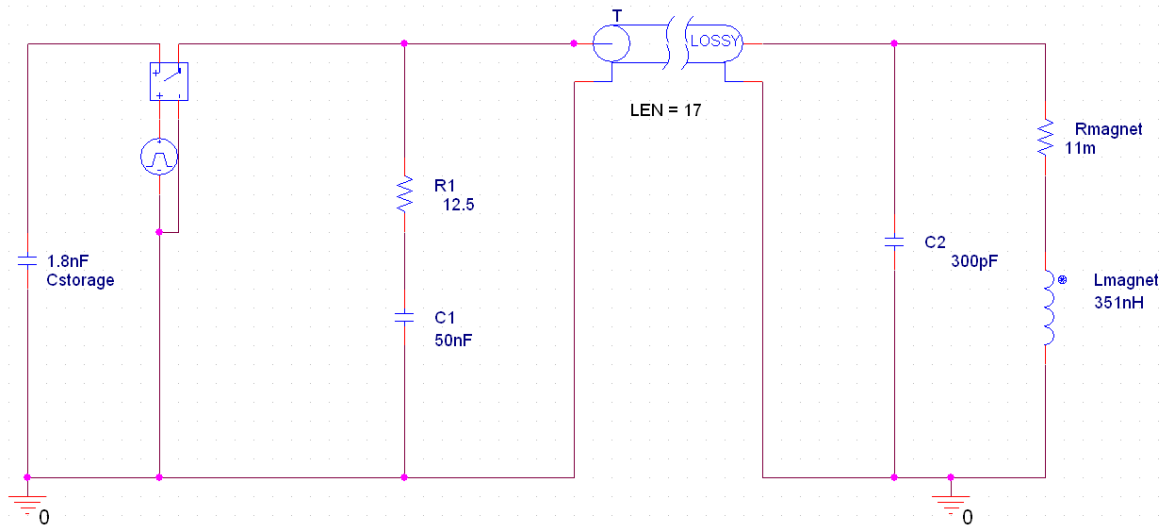 T
LOSSY
LEN = 17
Rmagnet
11m
R1
12.5
1.8nF
Cstorage
C2
300pF
Lmagnet
351nH
C1
50nF
0
0